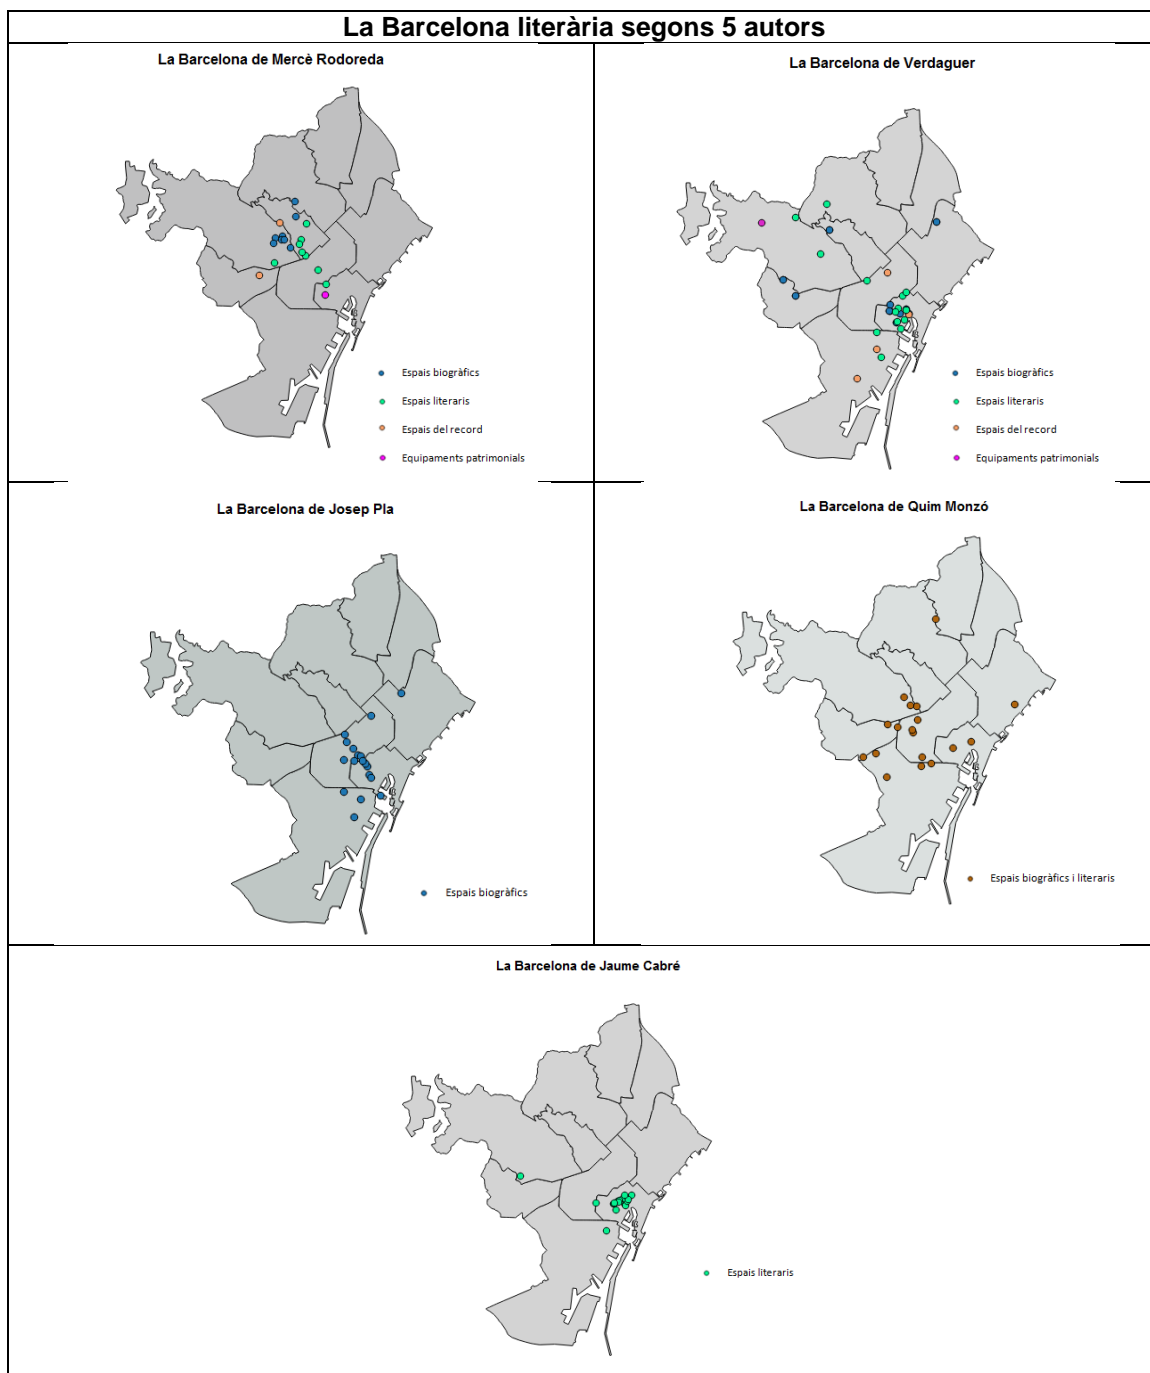 La Barcelona literària segons 5 autors
La Barcelona de Mercè Rodoreda
Espais biogràfics
Espais literaris
Espais del record
Equipaments patrimonials
La Barcelona de Verdaguer
Espais biogràfics
Espais literaris
Espais del record
Equipaments patrimonials
La Barcelona de Josep Pla
Espais biogràfics
La Barcelona de Quim Monzó
Espais biogràfics i literaris
La Barcelona de Jaume Cabré
Espais literaris